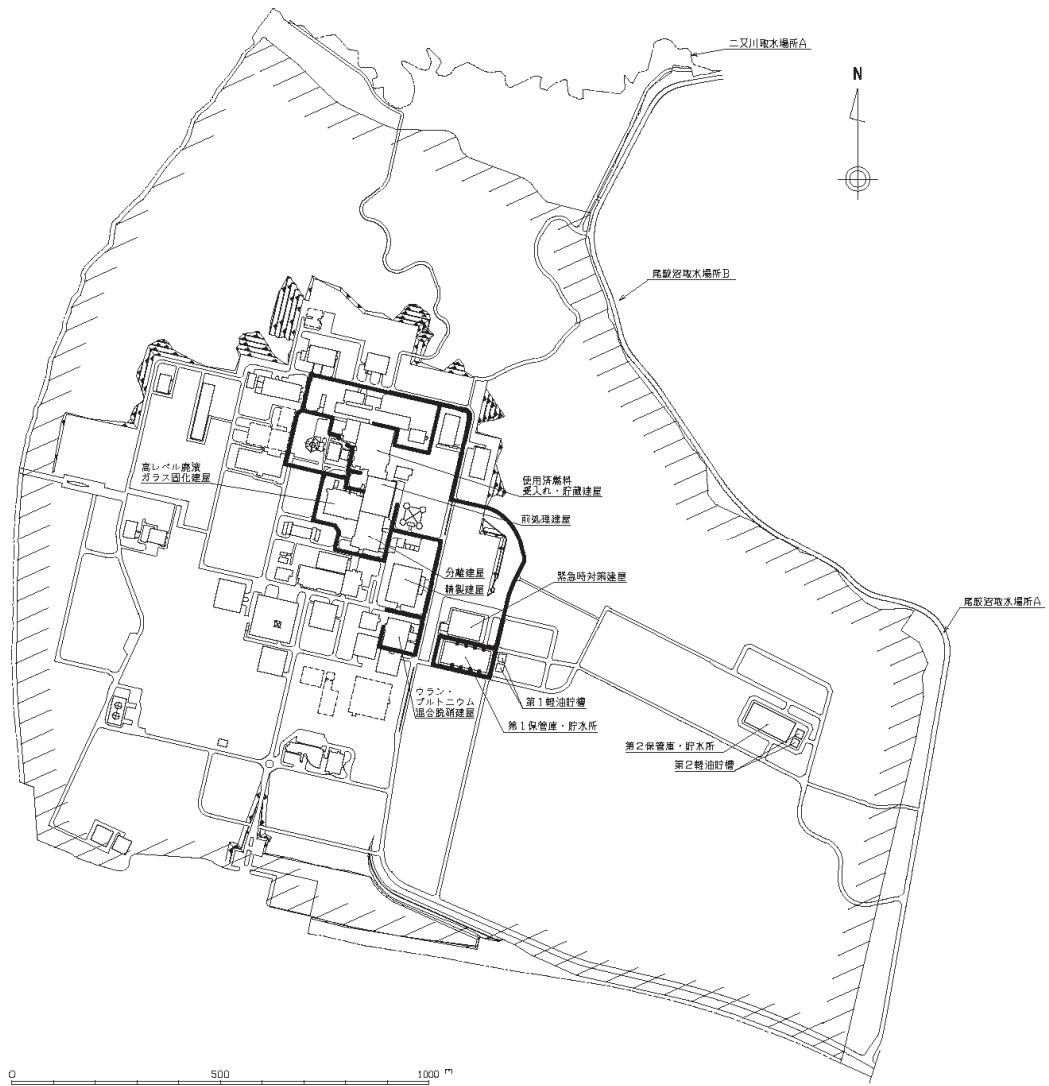 二又川取水場所A
N
尾駮沼取水場所B
高レベル廃液
ガラス固化建屋
使用済燃料
受入れ・貯蔵建屋
前処理建屋
分離建屋
精製建屋
緊急時対策建屋
尾駮沼取水場所A
ウラン・
プルトニウム
混合脱硝建屋
第1軽油貯槽
第1保管庫・貯水所
第2保管庫・貯水所
第2軽油貯槽
0 500 1000 m